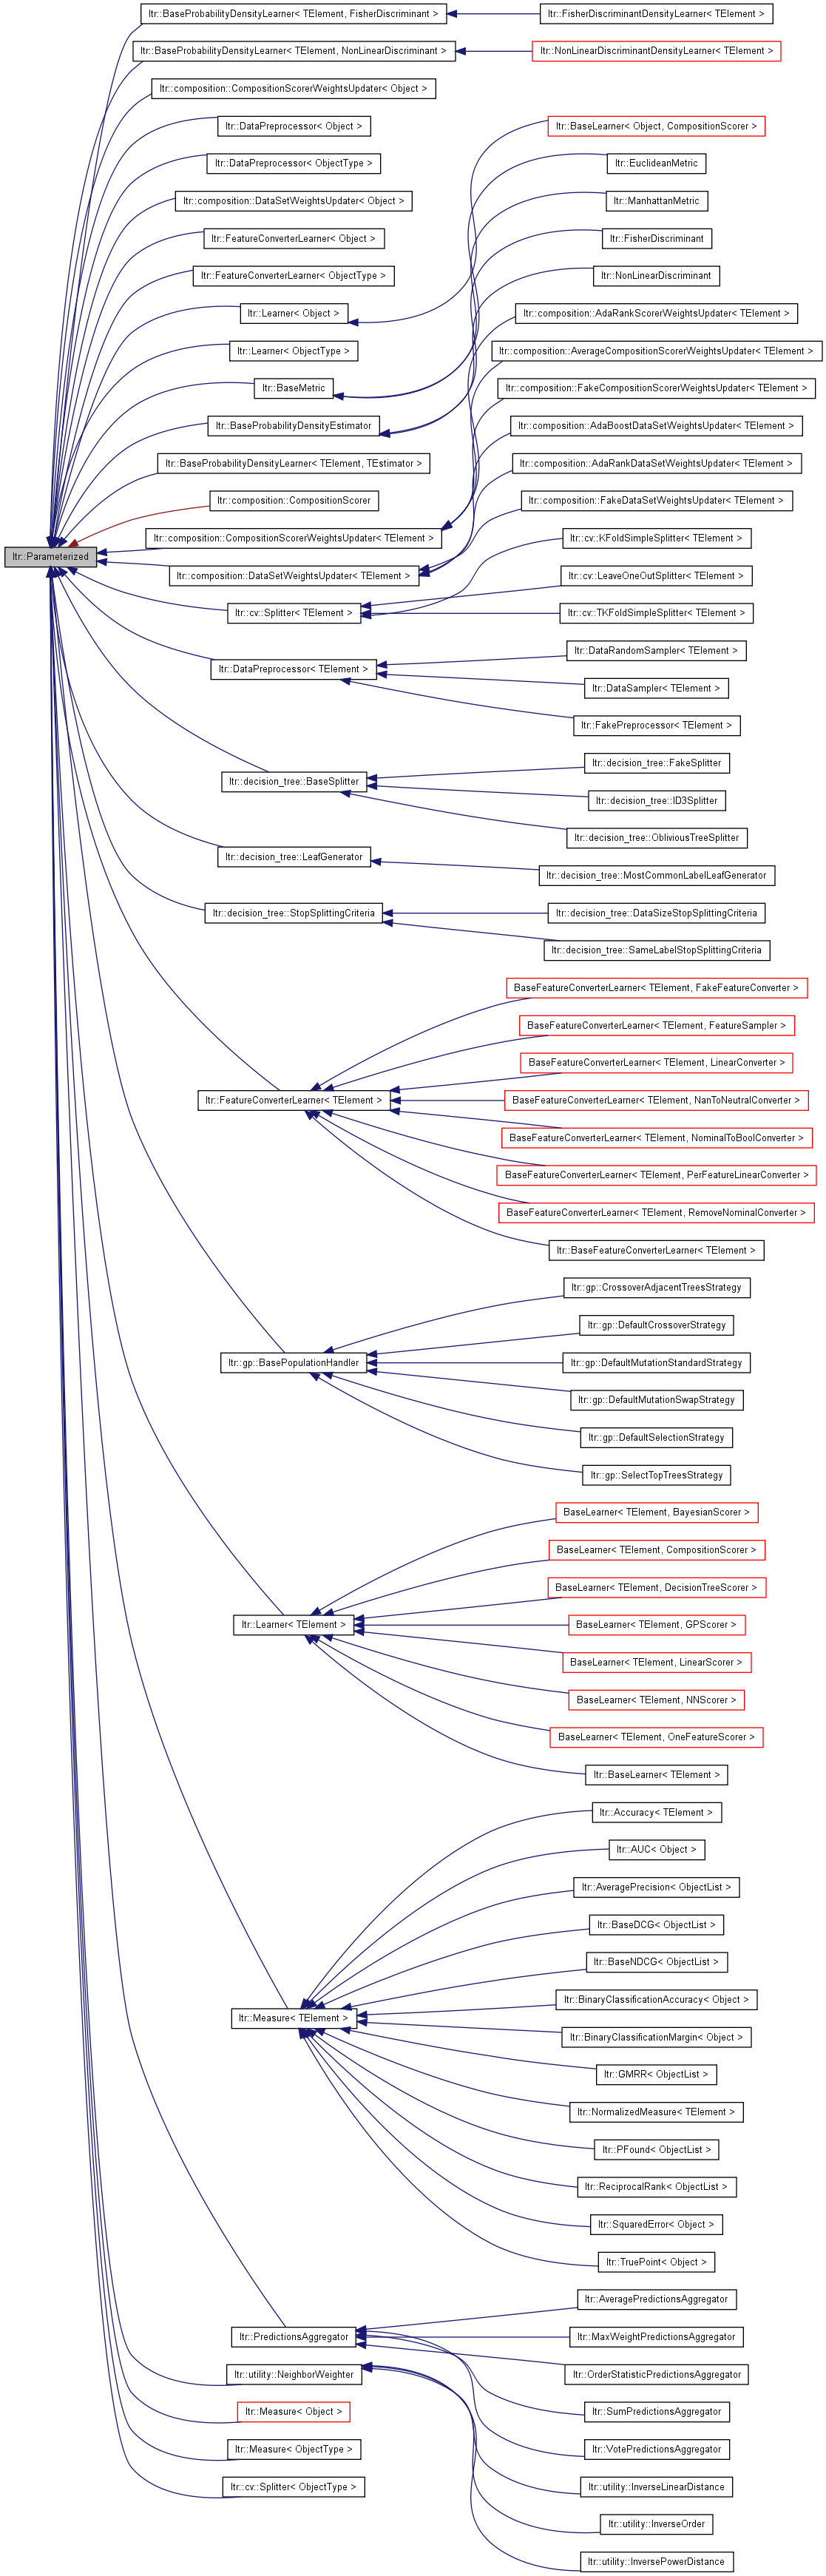 ltr::BaseProbabilityDensityLearner< TElement, FisherDiscriminant >
ltr::FisherDiscriminantDensityLearner< TElement >
ltr::BaseProbabilityDensityLearner< TElement, NonLinearDiscriminant >
ltr::NonLinearDiscriminantDensityLearner< TElement >
ltr::composition::CompositionScorerWeightsUpdater< Object >
ltr::DataPreprocessor< Object >
ltr::BaseLearner< Object, CompositionScorer >
ltr::DataPreprocessor< ObjectType >
ltr::EuclideanMetric
ltr::composition::DataSetWeightsUpdater< Object >
ltr::ManhattanMetric
ltr::FeatureConverterLearner< Object >
ltr::FisherDiscriminant
ltr::FeatureConverterLearner< ObjectType >
ltr::NonLinearDiscriminant
ltr::Learner< Object >
ltr::composition::AdaRankScorerWeightsUpdater< TElement >
ltr::Learner< ObjectType >
ltr::composition::AverageCompositionScorerWeightsUpdater< TElement >
ltr::BaseMetric
ltr::composition::FakeCompositionScorerWeightsUpdater< TElement >
ltr::BaseProbabilityDensityEstimator
ltr::composition::AdaBoostDataSetWeightsUpdater< TElement >
ltr::BaseProbabilityDensityLearner< TElement, TEstimator >
ltr::composition::AdaRankDataSetWeightsUpdater< TElement >
ltr::composition::CompositionScorer
ltr::composition::FakeDataSetWeightsUpdater< TElement >
ltr::composition::CompositionScorerWeightsUpdater< TElement >
ltr::cv::KFoldSimpleSplitter< TElement >
ltr::Parameterized
ltr::composition::DataSetWeightsUpdater< TElement >
ltr::cv::LeaveOneOutSplitter< TElement >
ltr::cv::Splitter< TElement >
ltr::cv::TKFoldSimpleSplitter< TElement >
ltr::DataRandomSampler< TElement >
ltr::DataPreprocessor< TElement >
ltr::DataSampler< TElement >
ltr::FakePreprocessor< TElement >
ltr::decision_tree::FakeSplitter
ltr::decision_tree::BaseSplitter
ltr::decision_tree::ID3Splitter
ltr::decision_tree::ObliviousTreeSplitter
ltr::decision_tree::LeafGenerator
ltr::decision_tree::MostCommonLabelLeafGenerator
ltr::decision_tree::StopSplittingCriteria
ltr::decision_tree::DataSizeStopSplittingCriteria
ltr::decision_tree::SameLabelStopSplittingCriteria
BaseFeatureConverterLearner< TElement, FakeFeatureConverter >
BaseFeatureConverterLearner< TElement, FeatureSampler >
BaseFeatureConverterLearner< TElement, LinearConverter >
ltr::FeatureConverterLearner< TElement >
BaseFeatureConverterLearner< TElement, NanToNeutralConverter >
BaseFeatureConverterLearner< TElement, NominalToBoolConverter >
BaseFeatureConverterLearner< TElement, PerFeatureLinearConverter >
BaseFeatureConverterLearner< TElement, RemoveNominalConverter >
ltr::BaseFeatureConverterLearner< TElement >
ltr::gp::CrossoverAdjacentTreesStrategy
ltr::gp::DefaultCrossoverStrategy
ltr::gp::BasePopulationHandler
ltr::gp::DefaultMutationStandardStrategy
ltr::gp::DefaultMutationSwapStrategy
ltr::gp::DefaultSelectionStrategy
ltr::gp::SelectTopTreesStrategy
BaseLearner< TElement, BayesianScorer >
BaseLearner< TElement, CompositionScorer >
BaseLearner< TElement, DecisionTreeScorer >
ltr::Learner< TElement >
BaseLearner< TElement, GPScorer >
BaseLearner< TElement, LinearScorer >
BaseLearner< TElement, NNScorer >
BaseLearner< TElement, OneFeatureScorer >
ltr::BaseLearner< TElement >
ltr::Accuracy< TElement >
ltr::AUC< Object >
ltr::AveragePrecision< ObjectList >
ltr::BaseDCG< ObjectList >
ltr::BaseNDCG< ObjectList >
ltr::BinaryClassificationAccuracy< Object >
ltr::Measure< TElement >
ltr::BinaryClassificationMargin< Object >
ltr::GMRR< ObjectList >
ltr::NormalizedMeasure< TElement >
ltr::PFound< ObjectList >
ltr::ReciprocalRank< ObjectList >
ltr::SquaredError< Object >
ltr::TruePoint< Object >
ltr::AveragePredictionsAggregator
ltr::PredictionsAggregator
ltr::MaxWeightPredictionsAggregator
ltr::utility::NeighborWeighter
ltr::OrderStatisticPredictionsAggregator
ltr::Measure< Object >
ltr::SumPredictionsAggregator
ltr::Measure< ObjectType >
ltr::VotePredictionsAggregator
ltr::cv::Splitter< ObjectType >
ltr::utility::InverseLinearDistance
ltr::utility::InverseOrder
ltr::utility::InversePowerDistance